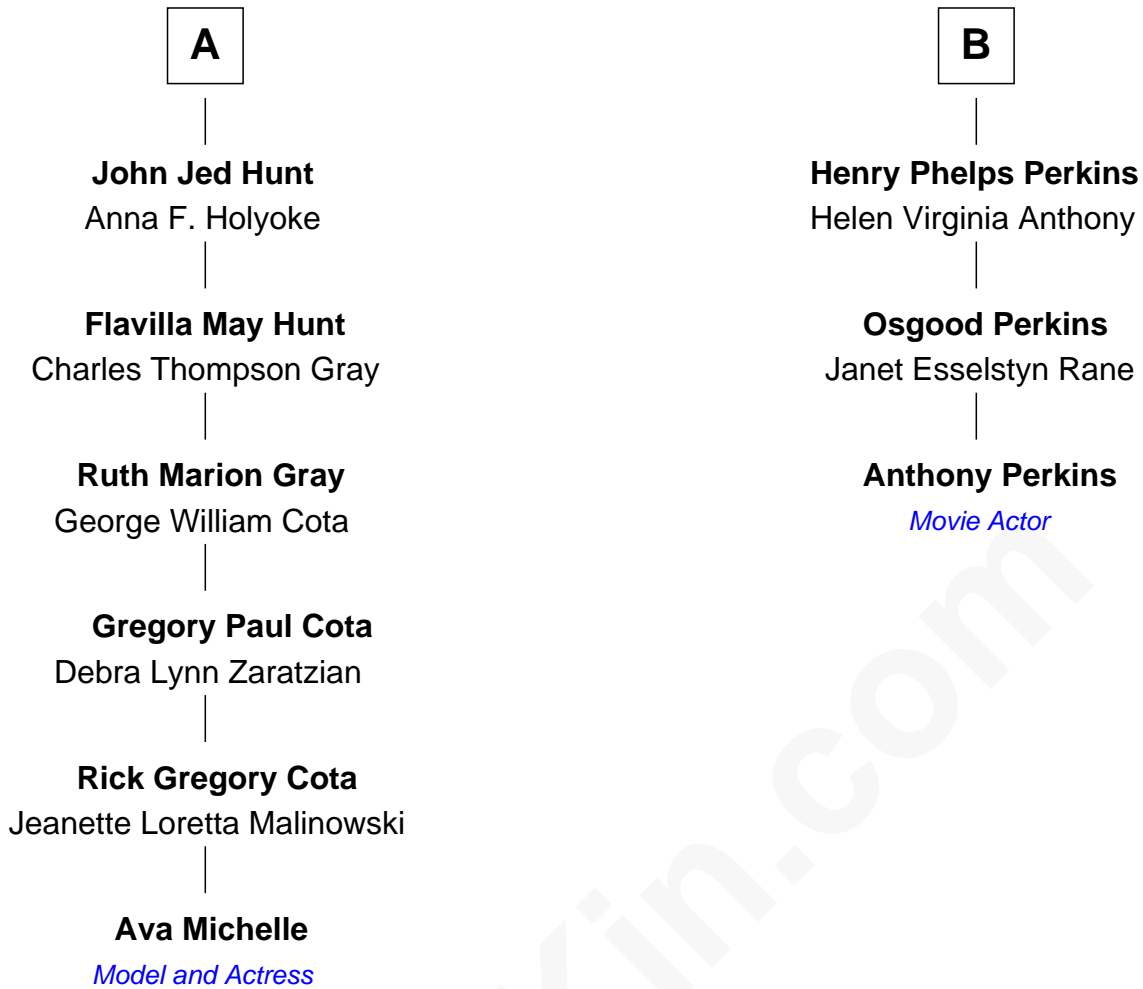 A
John Jed Hunt
Anna F. Holyoke
Flavilla May Hunt
Charles Thompson Gray
Ruth Marion Gray
George William Cota
Gregory Paul Cota
Debra Lynn Zaratzian
Rick Gregory Cota
Jeanette Loretta Malinowski
Ava Michelle
Model and Actress
B
Henry Phelps Perkins
Helen Virginia Anthony
Osgood Perkins
Janet Esselstyn Rane
Anthony Perkins
Movie Actor
Kin.com